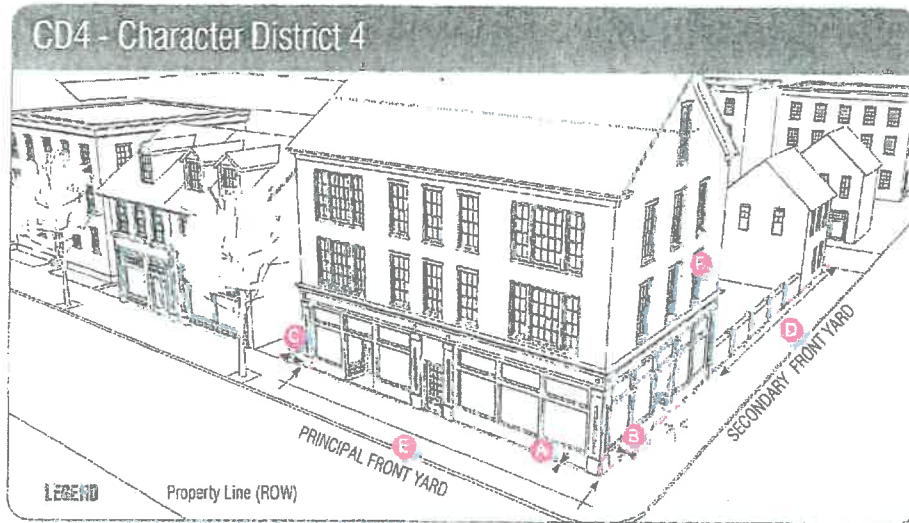 CD4 - Character District 4
F
C
D
SECONDARY FRONT YARD
PRINCIPAL FRONT YARD
E
A
B
LEGEND
Property Line (ROW)